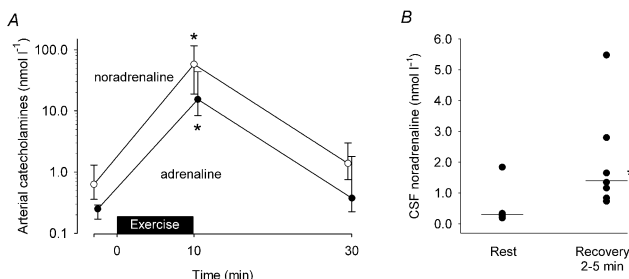 A
Arterial catecholamines (nmol l⁻¹)
100.0
10.0
1.0
0.1
*
noradrenaline
*
adrenaline
Exercise
0
10
30
Time (min)
B
CSF noradrenaline (nmol l⁻¹)
6.0
5.0
4.0
3.0
2.0
1.0
0.0
*
Rest
Recovery
2-5 min